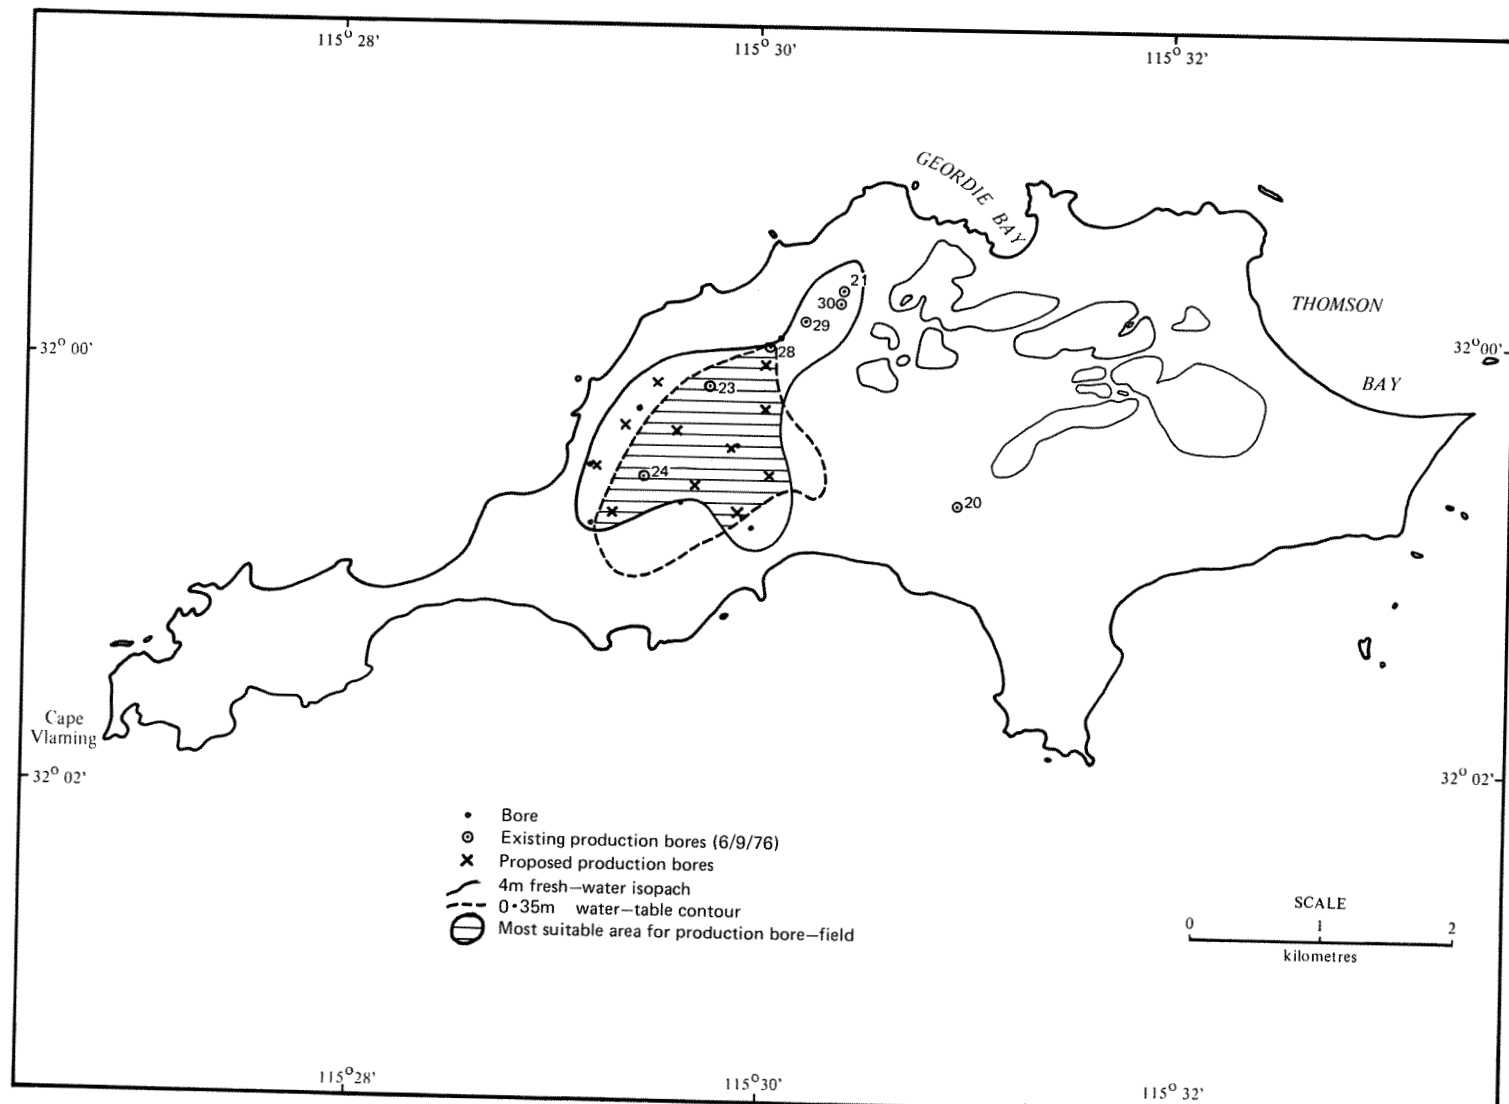 115° 28'
115° 30'
115° 32'
GEORDIE BAY
21
30
29
THOMSON
32° 00'
28
32° 00'
23
BAY
24
20
Cape
Vlaming
32° 02'
32° 02'
Bore
Existing production bores (6/9/76)
Proposed production bores
4m fresh—water isopach
0·35m water—table contour
Most suitable area for production bore—field
SCALE
0 1 2
kilometres
115° 28'
115° 30'
115° 32'